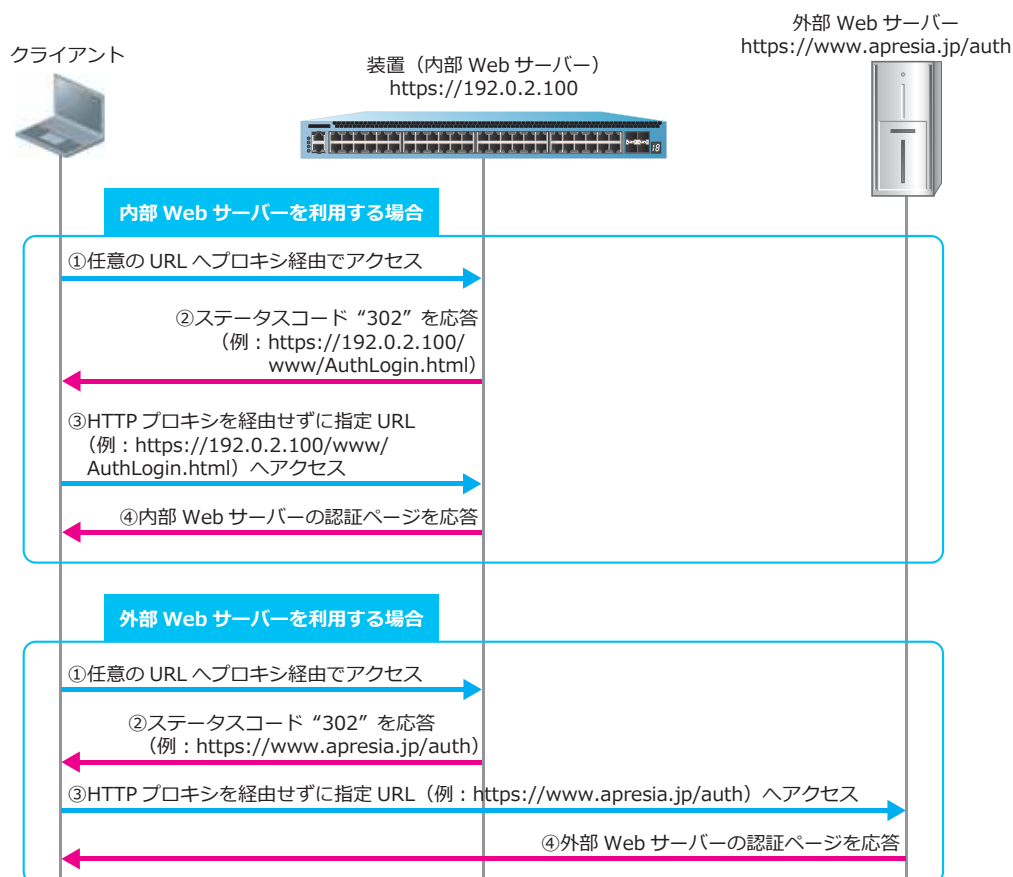 外部 Web サーバー
https://www.apresia.jp/auth
クライアント
装置（内部 Web サーバー）
https://192.0.2.100
18
内部 Web サーバーを利用する場合
①任意の URL へプロキシ経由でアクセス
②ステータスコード“302”を応答
（例：https://192.0.2.100/
www/AuthLogin.html）
③HTTP プロキシを経由せずに指定 URL
（例：https://192.0.2.100/www/
AuthLogin.html）へアクセス
④内部 Web サーバーの認証ページを応答
外部 Web サーバーを利用する場合
①任意の URL へプロキシ経由でアクセス
②ステータスコード“302”を応答
（例：https://www.apresia.jp/auth）
③HTTP プロキシを経由せずに指定 URL（例：https://www.apresia.jp/auth）へアクセス
④外部 Web サーバーの認証ページを応答